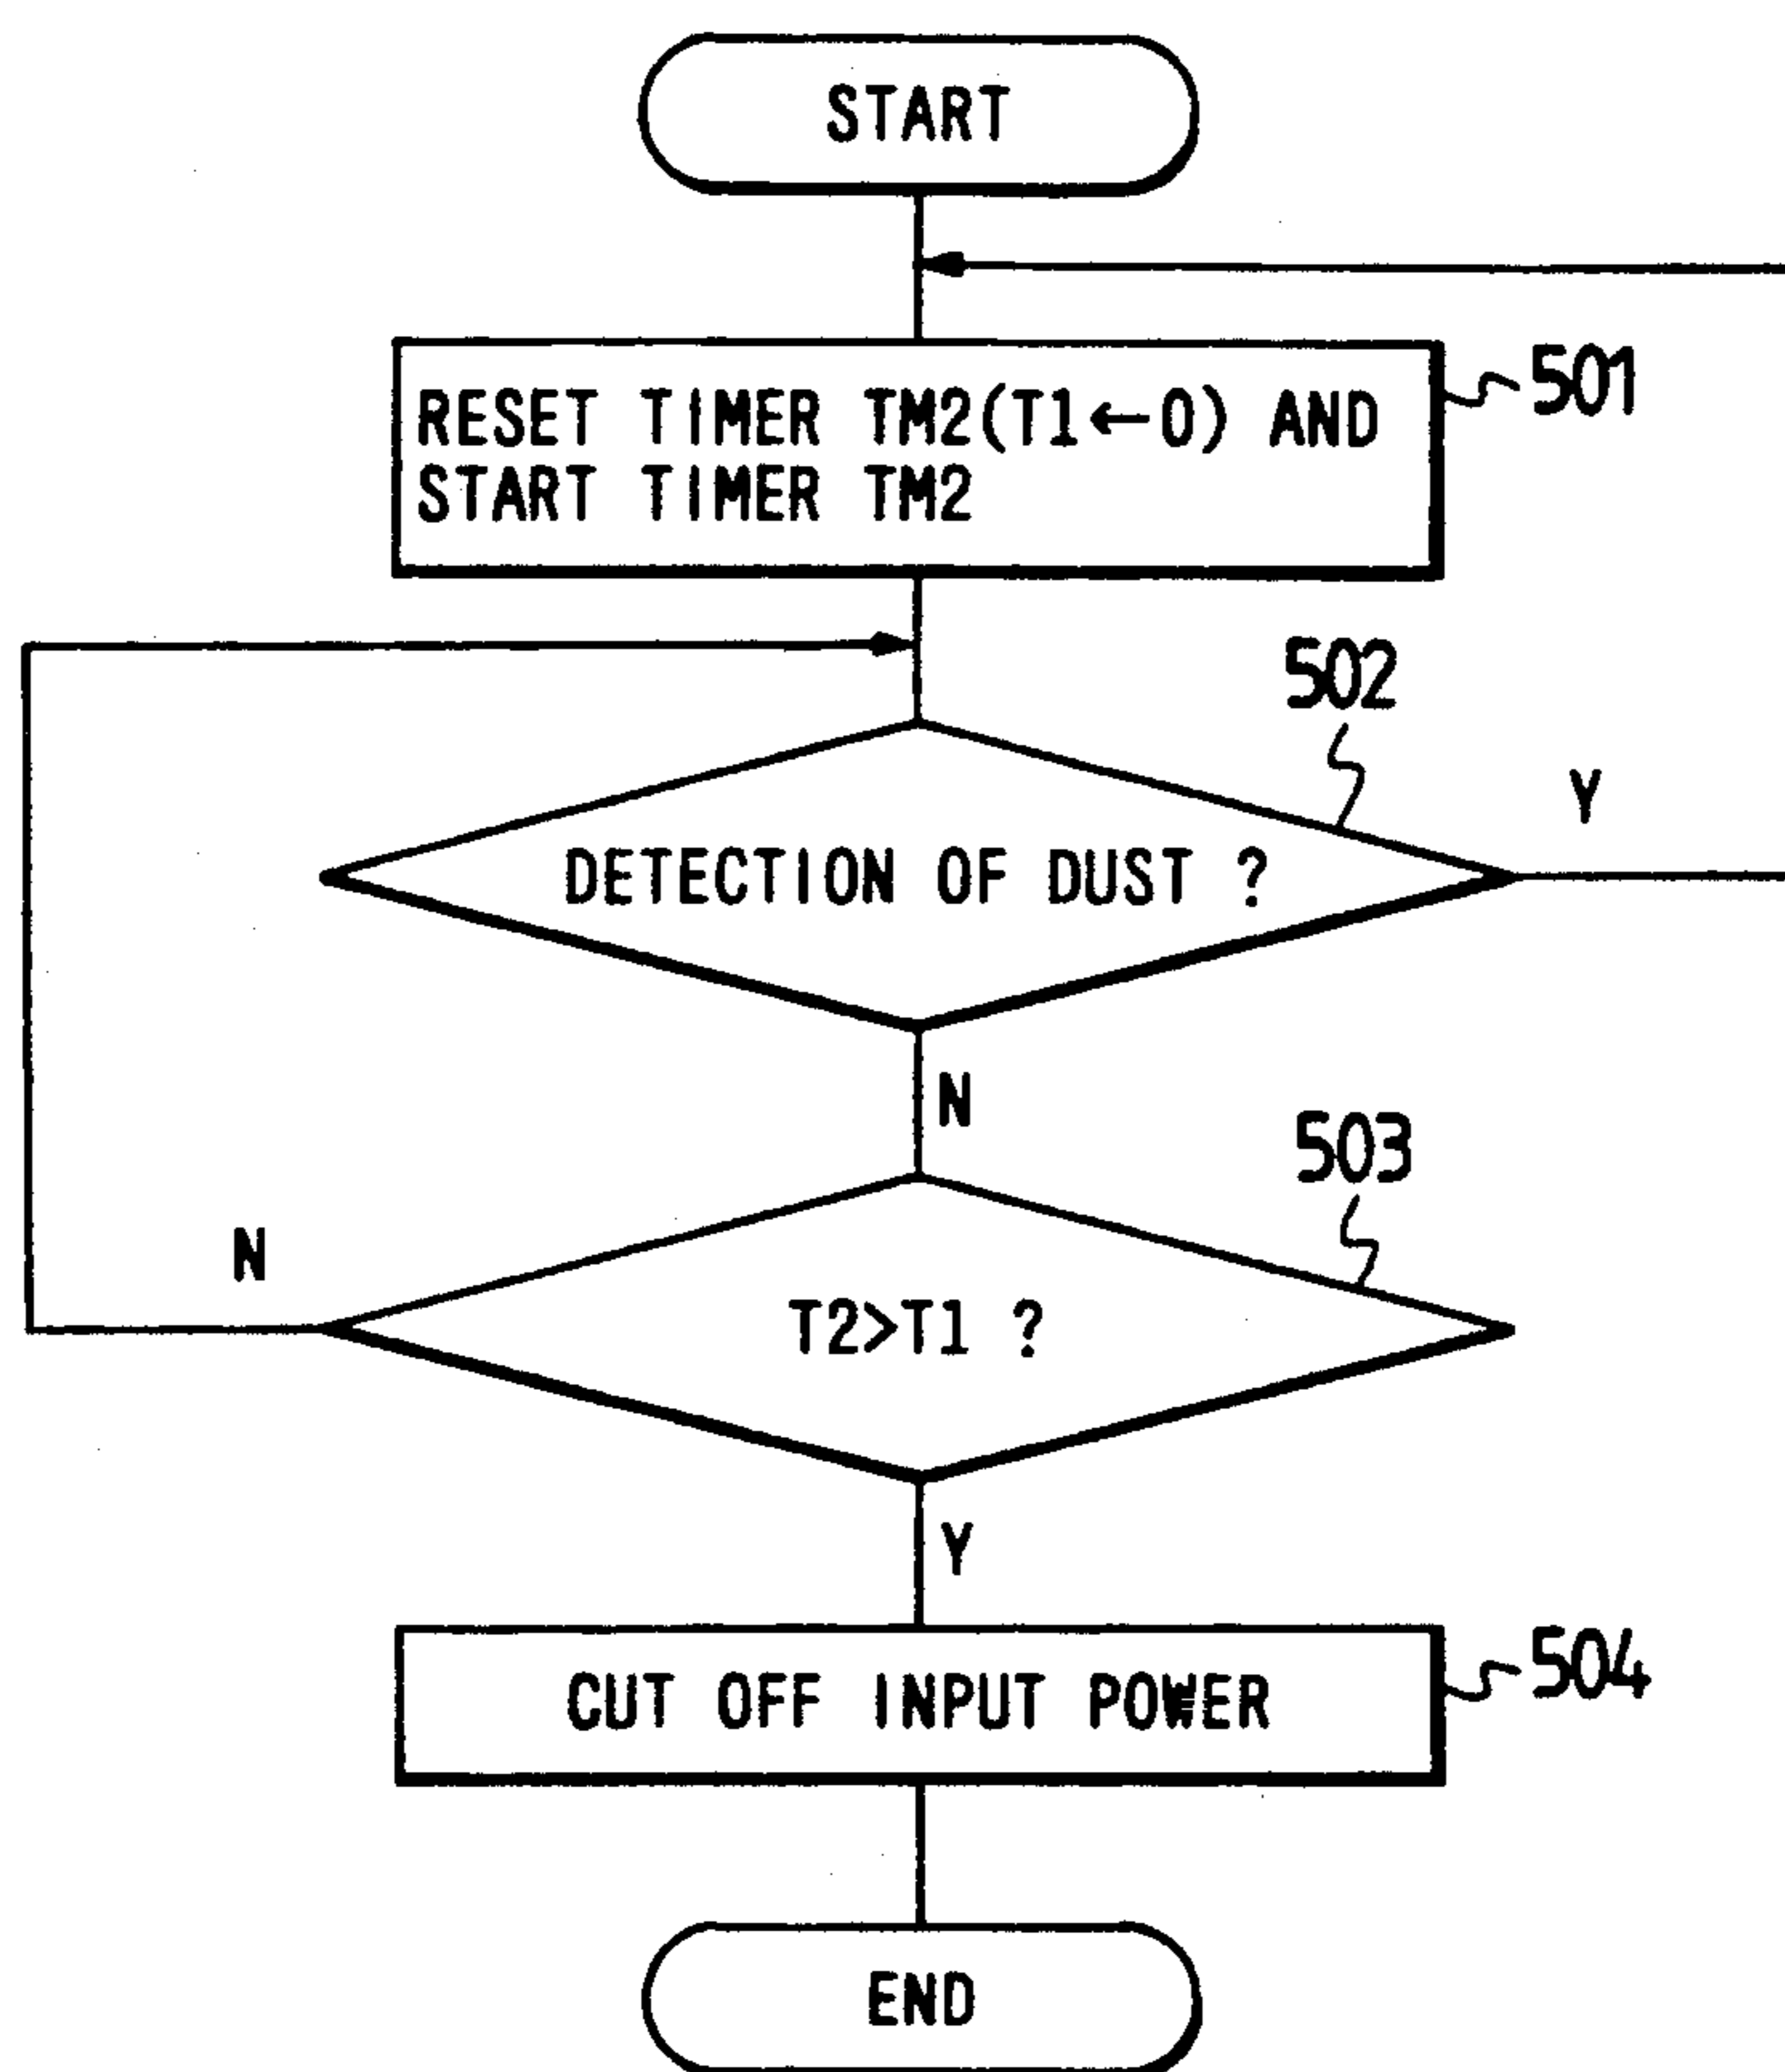 START
RESET TIMER TM2(T1←0) AND
START TIMER TM2
501
502
DETECTION OF DUST ?
Y
N
503
T2>T1 ?
N
Y
CUT OFF INPUT POWER
504
END